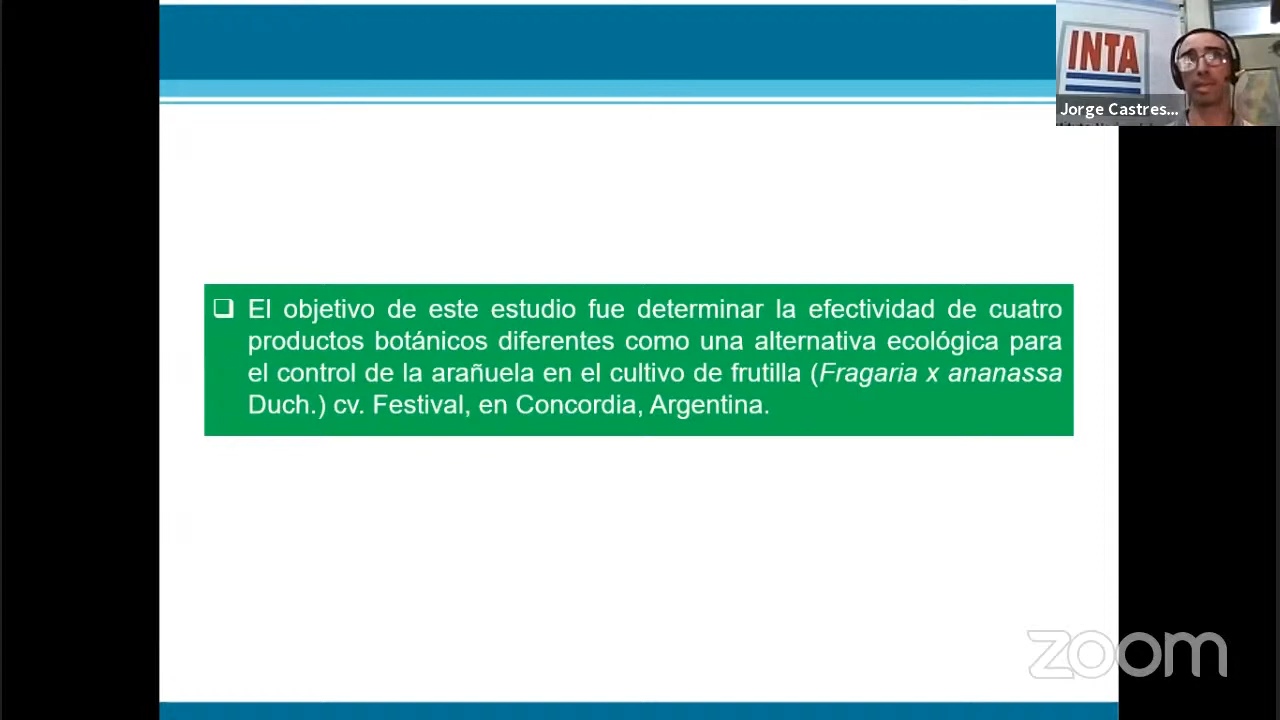 INTA
Jorge Castres...
❑ El objetivo de este estudio fue determinar la efectividad de cuatro
productos botánicos diferentes como una alternativa ecológica para
el control de la arañuela en el cultivo de frutilla (Fragaria x ananassa
Duch.) cv. Festival, en Concordia, Argentina.
zoom